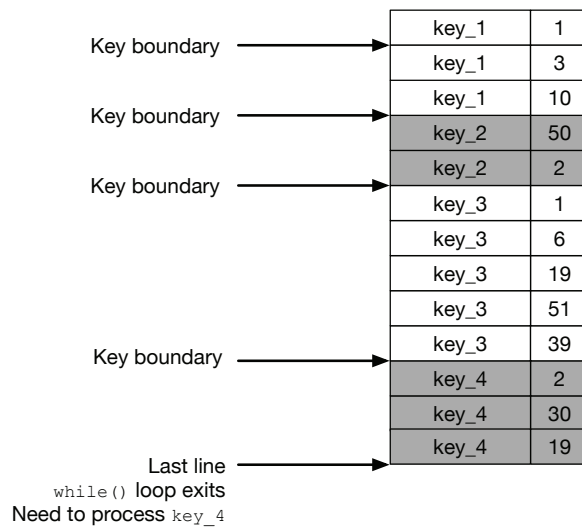 key_1 1
Key boundary
key_1 3
key_1 10
Key boundary
key_2 50
key_2 2
Key boundary
key_3 1
key_3 6
key_3 19
key_3 51
key_3 39
Key boundary
key_4 2
key_4 30
key_4 19
Last line
while() loop exits
Need to process key_4